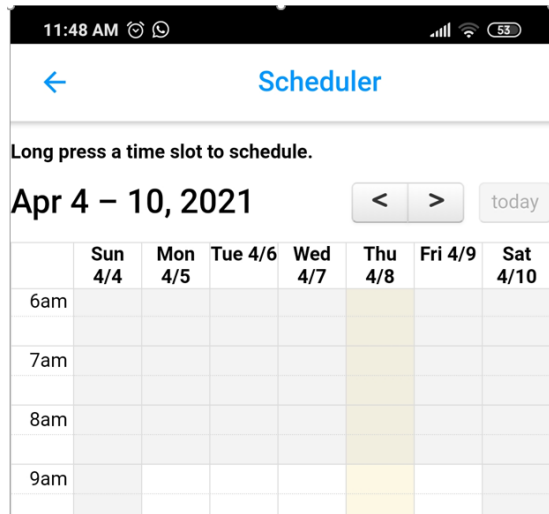 11:48 AM 53
Scheduler
Long press a time slot to schedule.
Apr 4 – 10, 2021 < > today
Sun 4/4 Mon 4/5 Tue 4/6 Wed 4/7 Thu 4/8 Fri 4/9 Sat 4/10
6am
7am
8am
9am